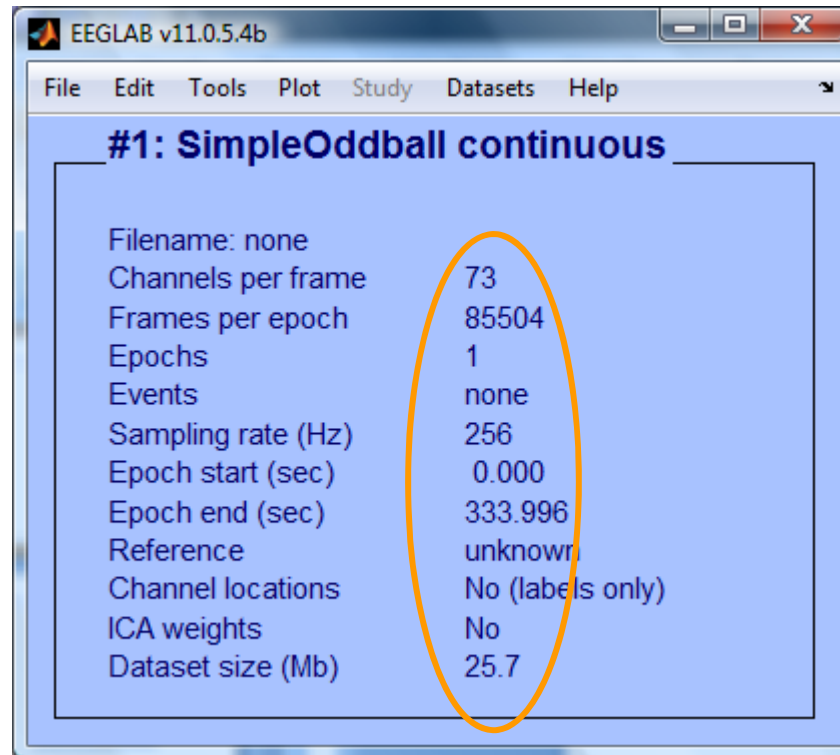 EEGLAB v11.0.5.4b
File Edit Tools Plot Study Datasets Help
#1: SimpleOddball continuous
Filename: none
Channels per frame 73
Frames per epoch 85504
Epochs 1
Events none
Sampling rate (Hz) 256
Epoch start (sec) 0.000
Epoch end (sec) 333.996
Reference unknown
Channel locations No (labels only)
ICA weights No
Dataset size (Mb) 25.7